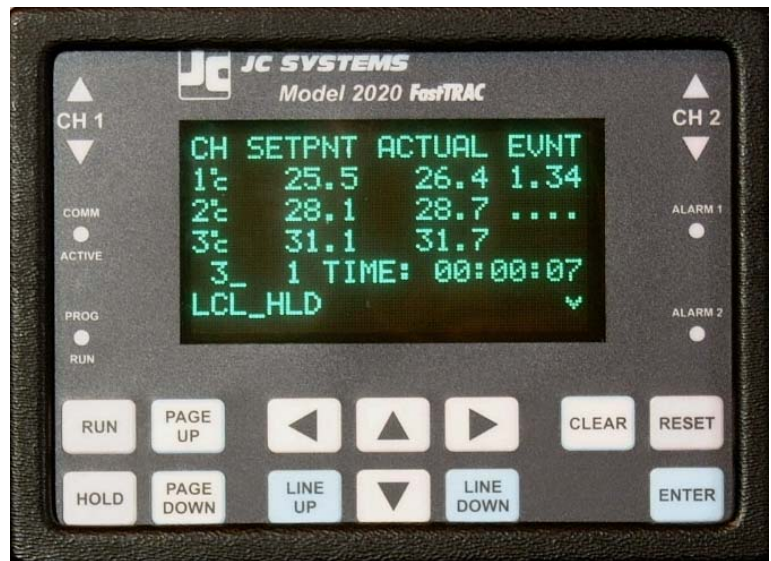 Jc JC SYSTEMS
Model 2020 FastTRAC
CH 1
CH 2
CH SETPNT ACTUAL EVNT
1°c 25.5 26.4 1.34
2°c 28.1 28.7 ....
3°c 31.1 31.7
3_ 1 TIME: 00:00:07
LCL_HLD
COMM
ACTIVE
PROG
RUN
ALARM 1
ALARM 2
RUN
PAGE UP
CLEAR
RESET
HOLD
PAGE DOWN
LINE UP
LINE DOWN
ENTER